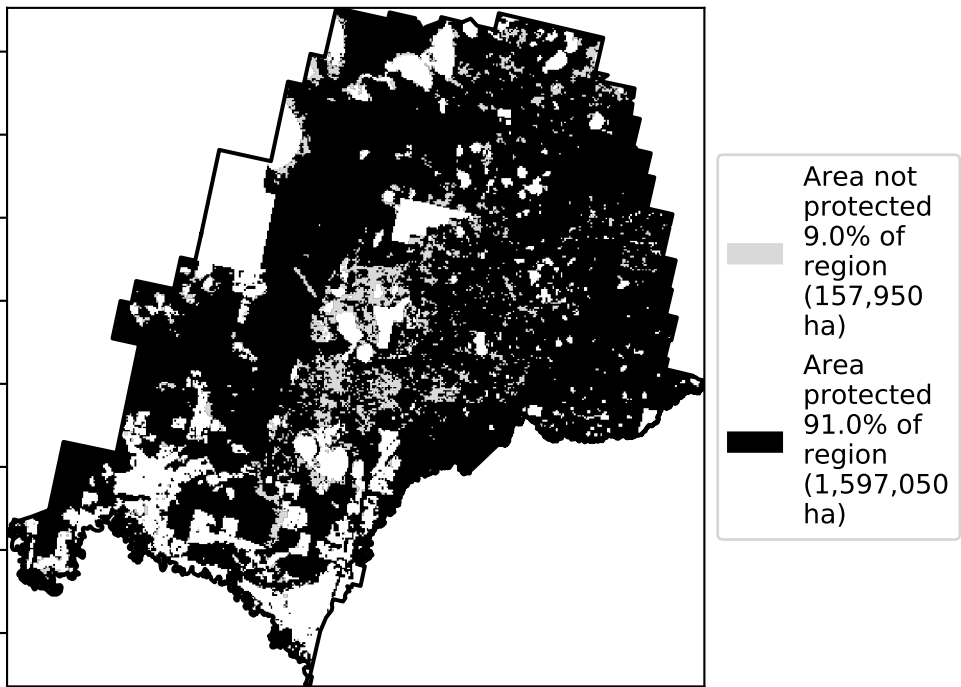 Area not
protected
9.0% of
region
(157,950
ha)
Area
protected
91.0% of
region
(1,597,050
ha)